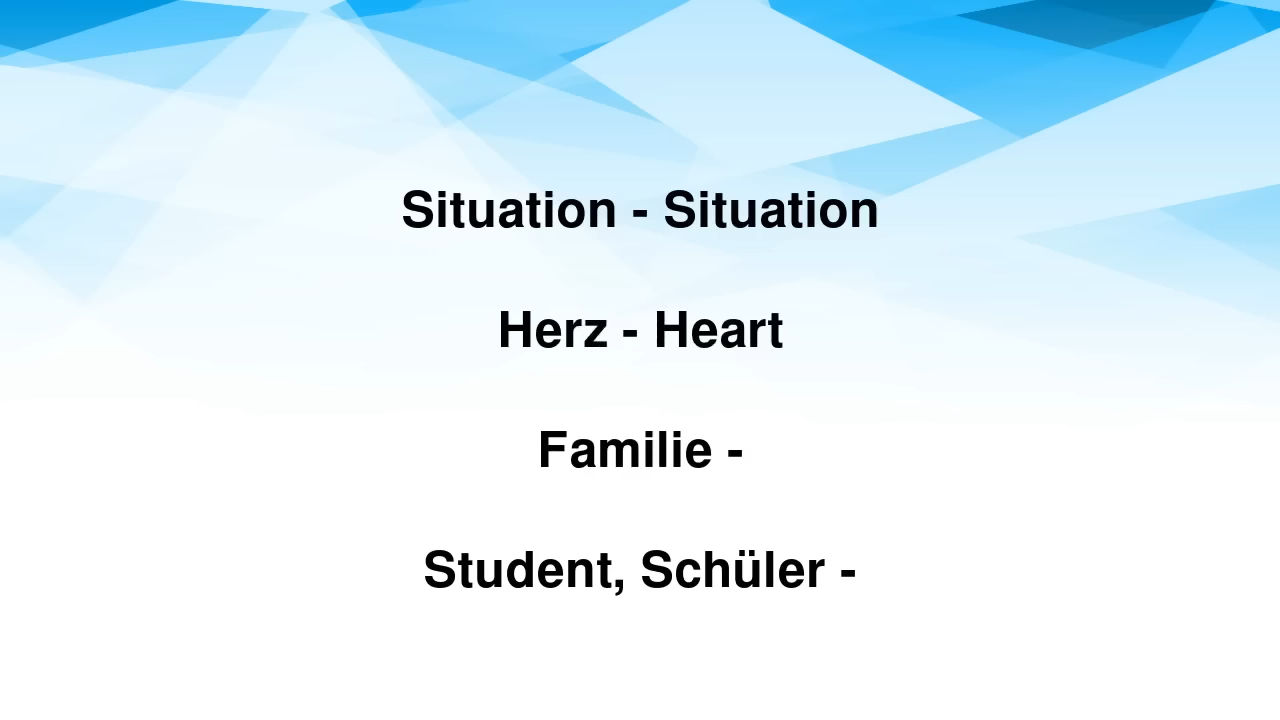 Situation - Situation
Herz - Heart
Familie -
Student, Schüler -